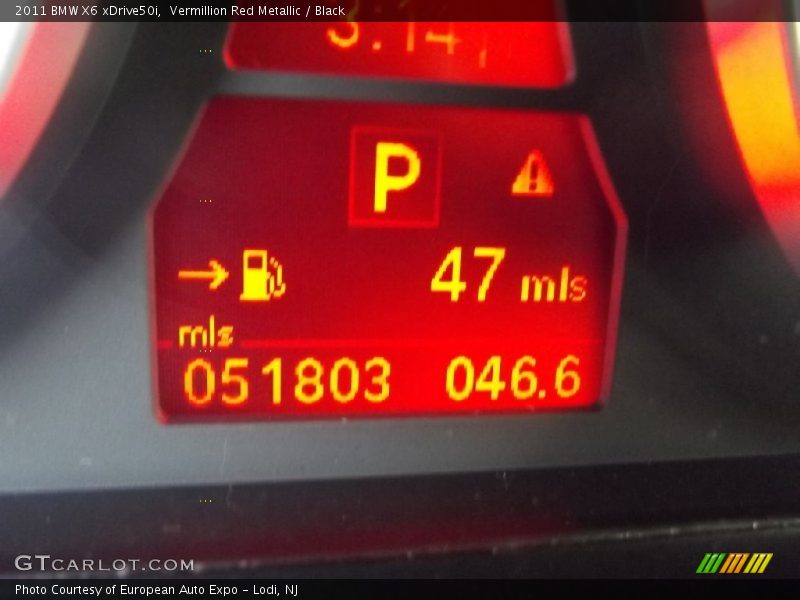 2011 BMW X6 xDrive50i, Vermillion Red Metallic / Black
P
47 mls
mls
051803 046.6
GTCARLOT.COM
Photo Courtesy of European Auto Expo - Lodi, NJ